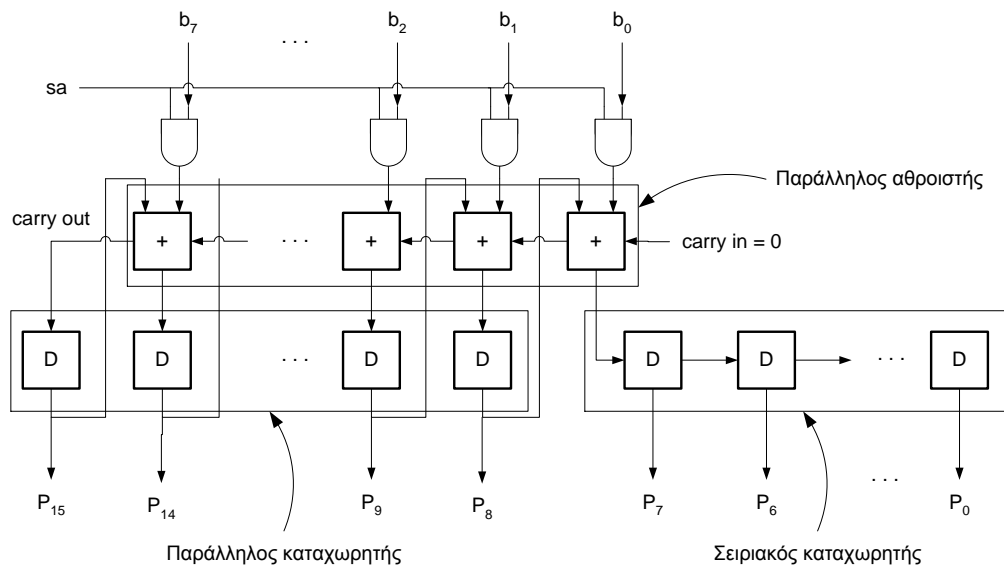 b7 . . . b2 b1 b0
sa
Παράλληλος αθροιστής
carry out
+ . . . + + +
carry in = 0
D D . . . D D D D . . . D
P15 P14 P9 P8 P7 P6 . . . P0
Παράλληλος καταχωρητής
Σειριακός καταχωρητής